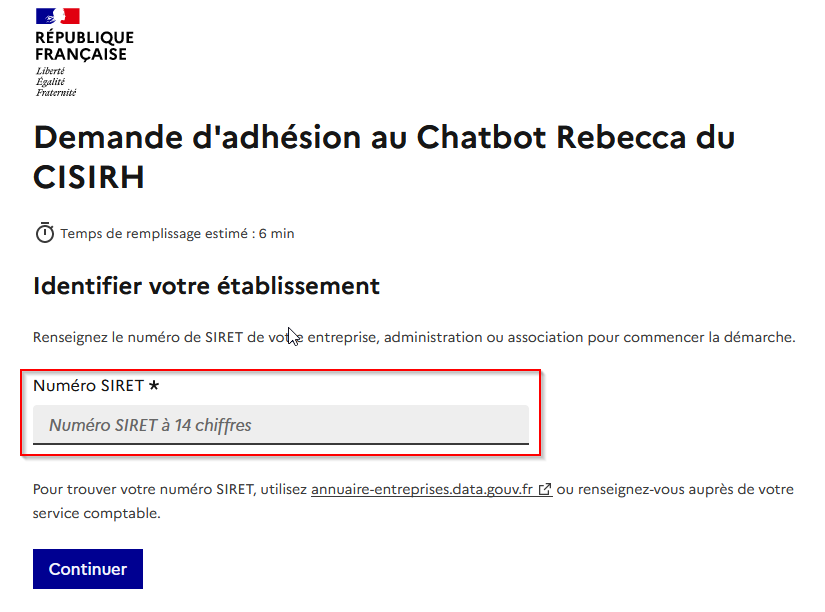 RÉPUBLIQUE
FRANÇAISE
Liberté
Égalité
Fraternité
Demande d'adhésion au Chatbot Rebecca du
CISIRH
Temps de remplissage estimé : 6 min
Identifier votre établissement
Renseignez le numéro de SIRET de votre entreprise, administration ou association pour commencer la démarche.
Numéro SIRET *
Numéro SIRET à 14 chiffres
Pour trouver votre numéro SIRET, utilisez annuaire-entreprises.data.gouv.fr ou renseignez-vous auprès de votre
service comptable.
Continuer